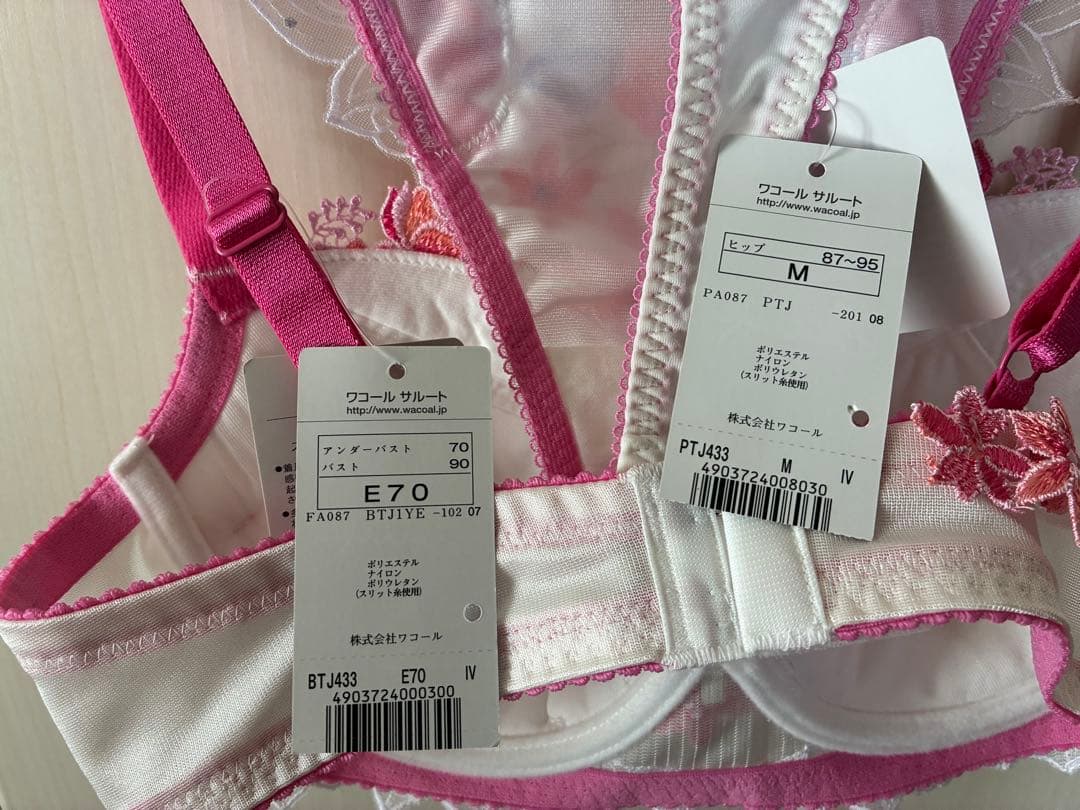 ワコール サルート
http://www.wacoal.jp
アンダーバスト 70
バスト 90
E70
FA087 BTJ1YE -102 07
ポリエステル
ナイロン
ポリウレタン
(スリット糸使用)
株式会社ワコール
BTJ433 E70 IV
4903724000300
ワコール サルート
http://www.wacoal.jp
ヒップ 87～95
M
PA087 PTJ -201 08
ポリエステル
ナイロン
ポリウレタン
(スリット糸使用)
株式会社ワコール
PTJ433 M IV
4903724008030